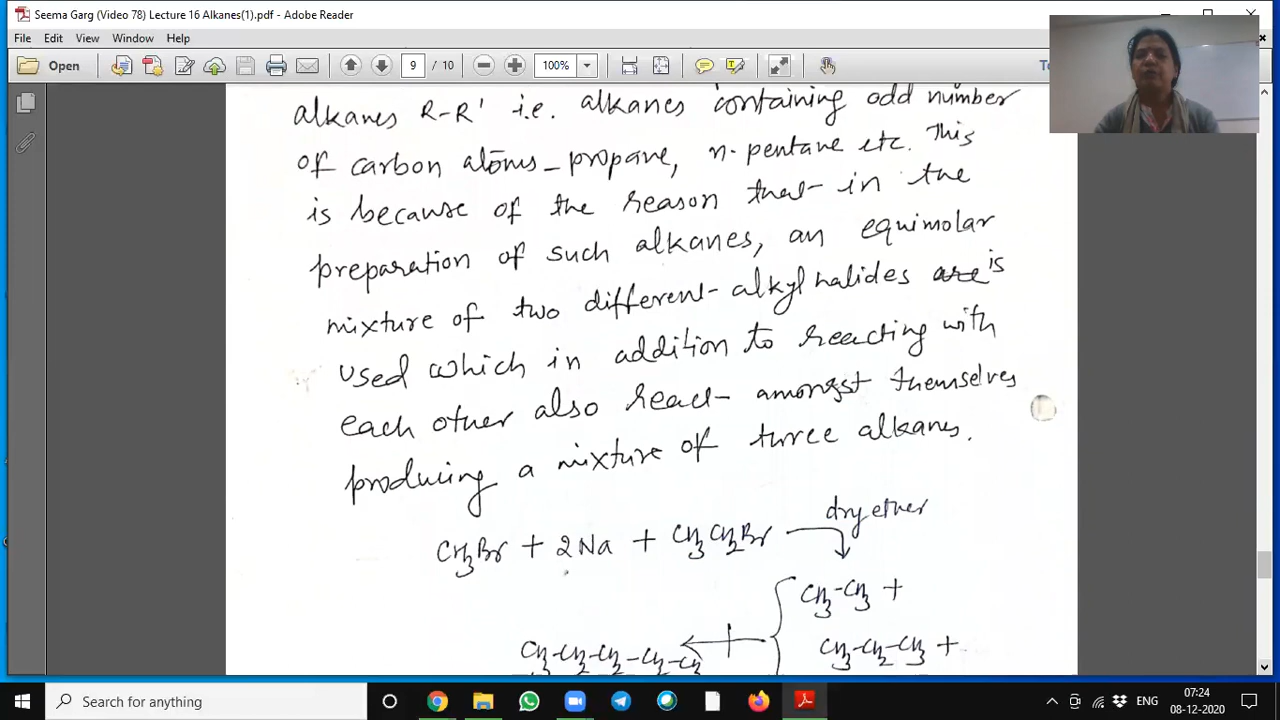 Seema Garg (Video 78) Lecture 16 Alkanes(1).pdf - Adobe Reader
File Edit View Window Help
Open 9 / 10 100%
alkanes R-R' i.e. alkanes containing odd number
of carbon atoms - propane, n-pentane etc. This
is because of the reason that in the
preparation of such alkanes, an equimolar
mixture of two different alkyl halides is
used which in addition to reacting with
each other also react amongst themselves
producing a mixture of three alkanes.
dry ether
CH3Br + 2Na + CH3CH2Br
CH3-CH3 +
CH3-CH2-CH3 +
CH3-CH2-CH2-CH2-CH3
Search for anything
ENG
07:24
08-12-2020